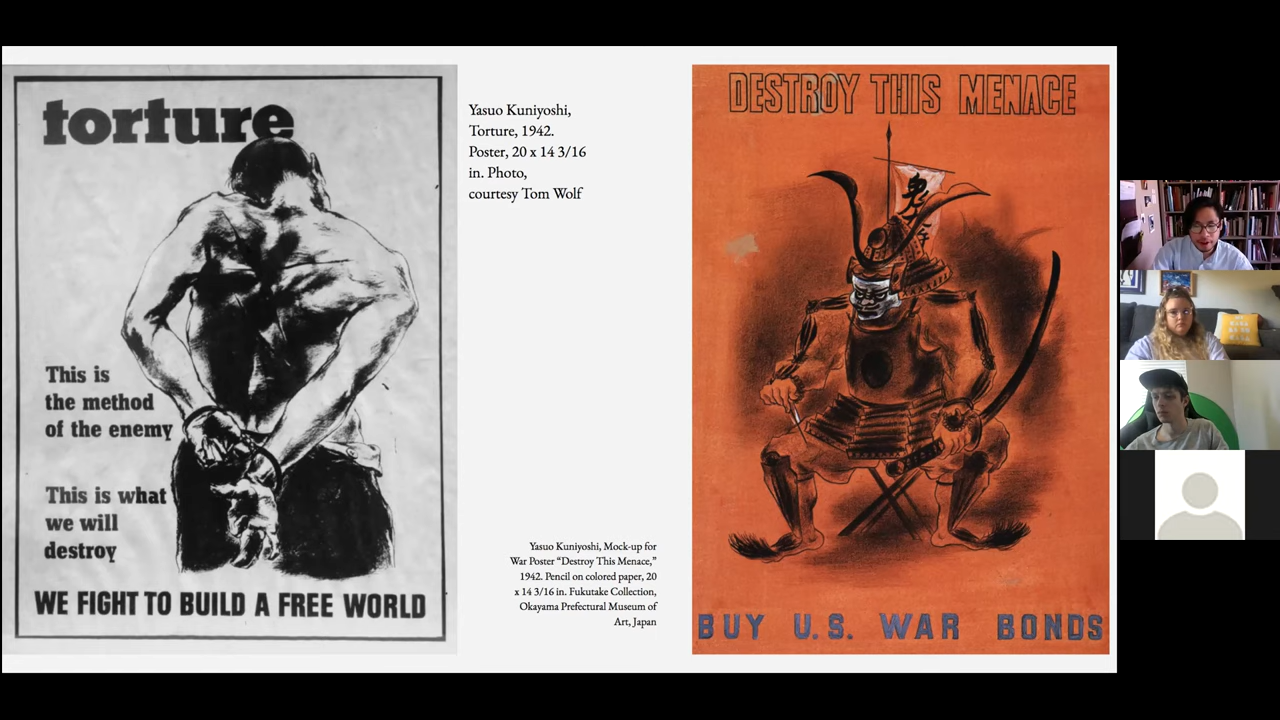 torture
This is
the method
of the enemy
This is what
we will
destroy
WE FIGHT TO BUILD A FREE WORLD
Yasuo Kuniyoshi,
Torture, 1942.
Poster, 20 x 14 3/16
in. Photo,
courtesy Tom Wolf
Yasuo Kuniyoshi, Mock-up for
War Poster “Destroy This Menace,”
1942. Pencil on colored paper, 20
x 14 3/16 in. Fukutake Collection,
Okayama Prefectural Museum of
Art, Japan
DESTROY THIS MENACE
BUY U.S. WAR BONDS